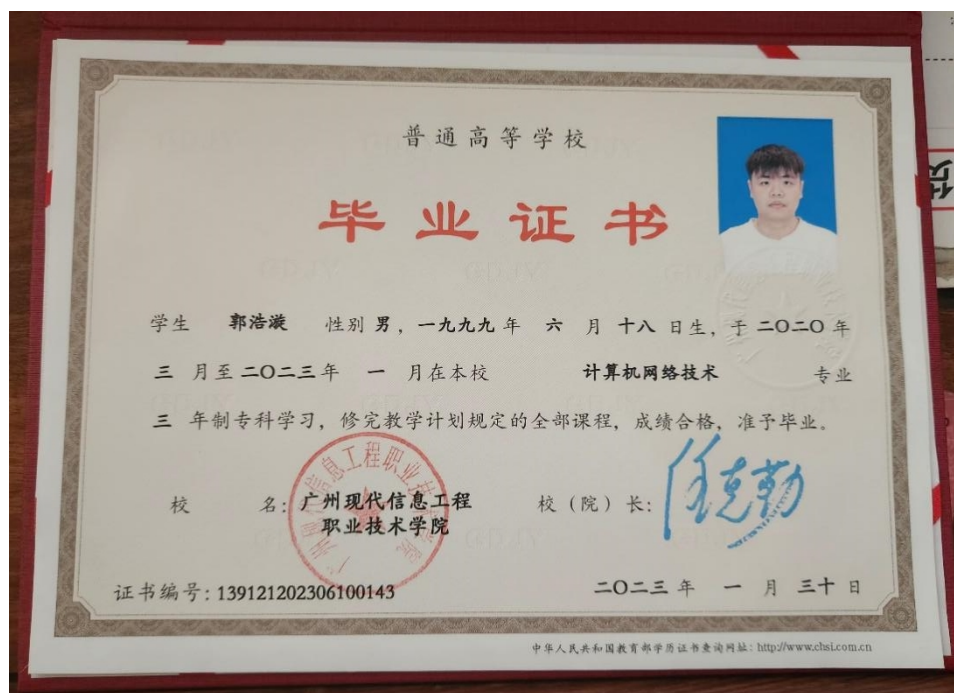 普通高等学校
毕业证书
学生 郭浩漩 性别 男，一九九九 年 六 月 十八 日生，于 二〇二〇 年
三 月至 二〇二三 年 一 月在本校 计算机网络技术 专业
三 年制专科学习，修完教学计划规定的全部课程，成绩合格，准予毕业。
校 名：广州现代信息工程
职业技术学院
校（院）长：任克勤
证书编号：139121202306100143
二〇二三 年 一 月 三十 日
中华人民共和国教育部学历证书查询网址：http://www.chsi.com.cn